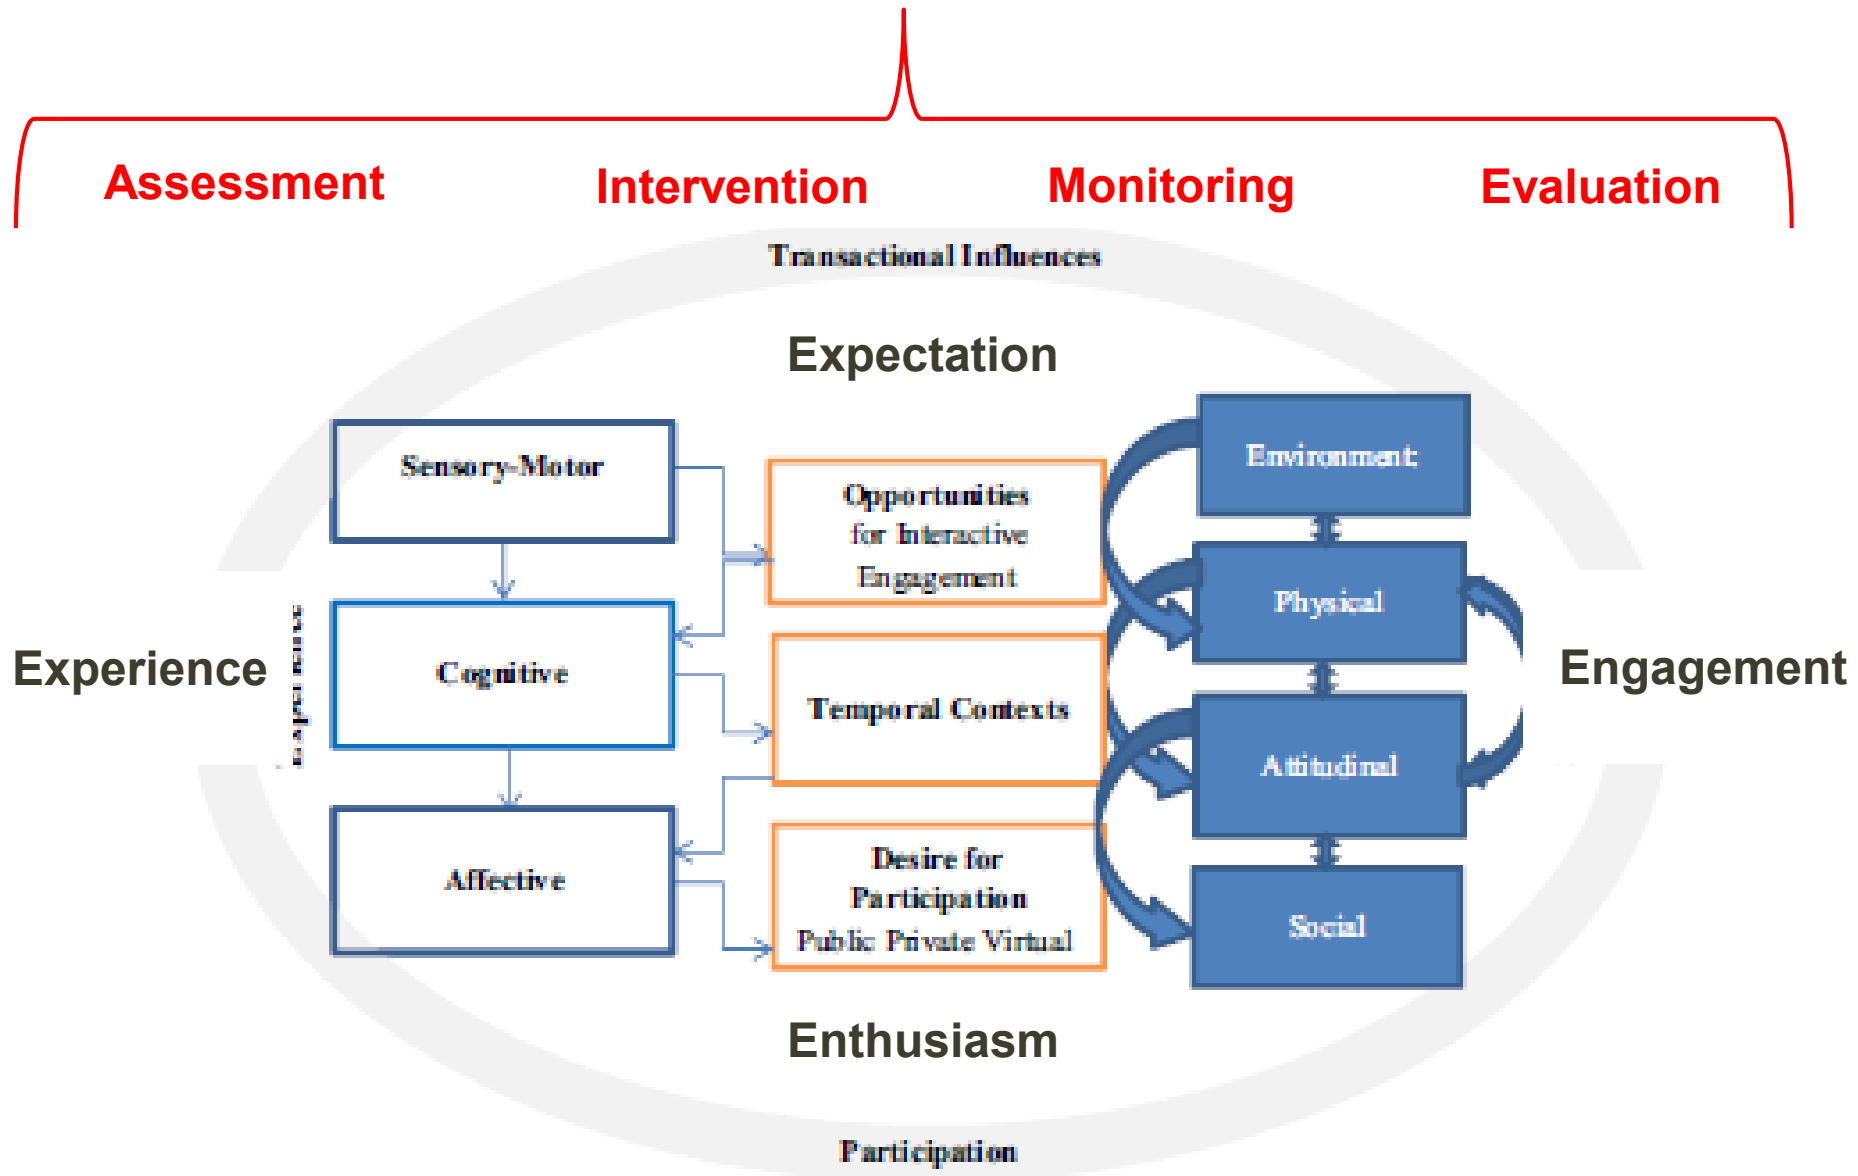 Assessment
Intervention
Monitoring
Evaluation
Transactional Influences
Expectation
Sensory-Motor
Opportunities
for Interactive
Engagement
Environment:
Physical
Experience
Cognitive
Temporal Contexts
Attitudinal
Engagement
Affective
Desire for
Participation
Public Private Virtual
Social
Enthusiasm
Participation